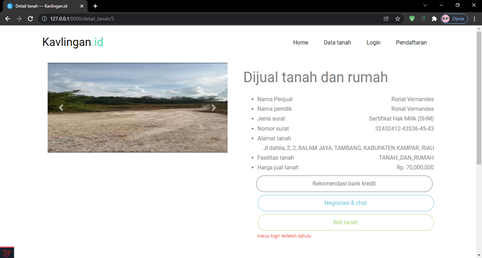 Detail tanah — Kavlingan.id
127.0.0.1:8000/detail_tanah/5
Dijeda
Kavlingan.id
Home Data tanah Login Pendaftaran
Dijual tanah dan rumah
Nama Penjual Ronal Vernandes
Nama pemilik Ronal Vernandes
Jenis surat Sertifikat Hak Milik (SHM)
Nomor surat 32432412-43536-45-43
Alamat tanah
Jl dahlia, 2, 2, BALAM JAYA, TAMBANG, KABUPATEN KAMPAR, RIAU
Fasilitas tanah TANAH_DAN_RUMAH
Harga jual tanah Rp. 70,000,000
Rekomendasi bank kredit
Negosiasi & chat
Beli tanah
Harus login terlebih dahulu